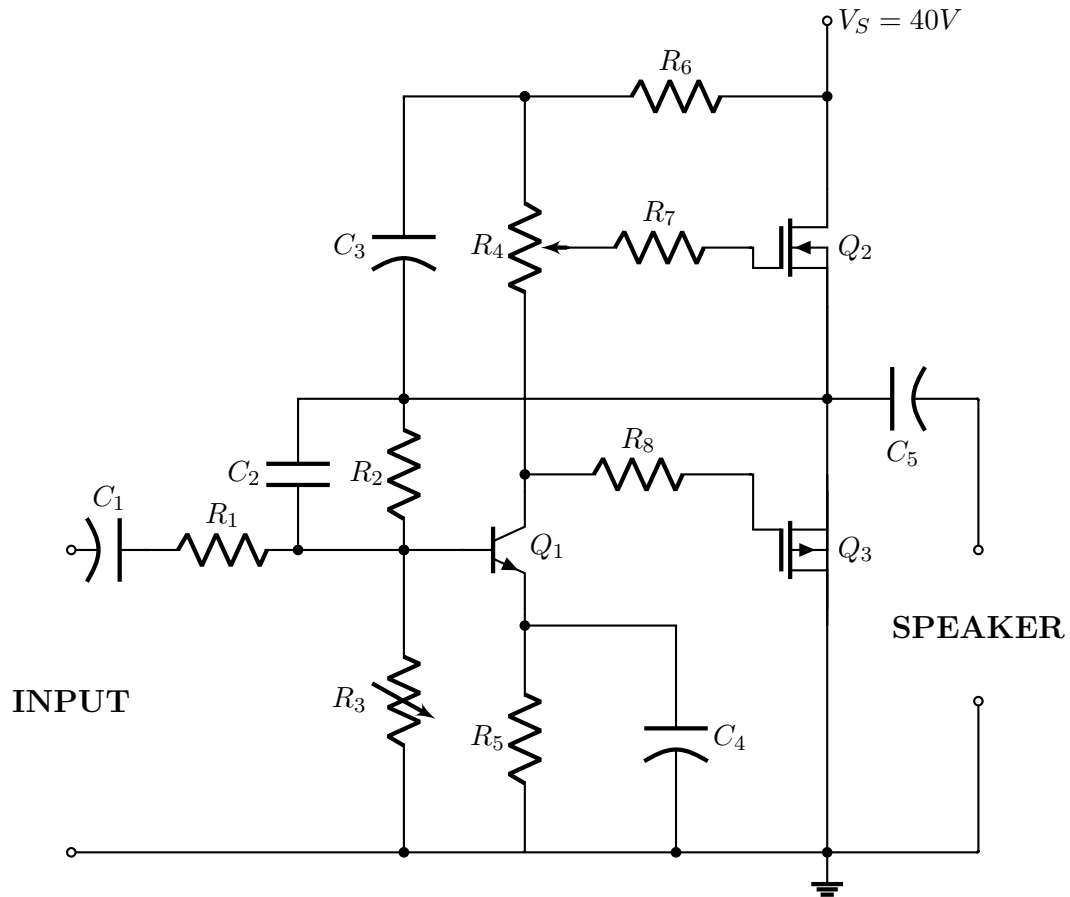 V_S = 40V
R_6
R_7
C_3
R_4
Q_2
R_8
C_2
R_2
C_5
C_1
R_1
Q_1
Q_3
SPEAKER
INPUT
R_3
R_5
C_4